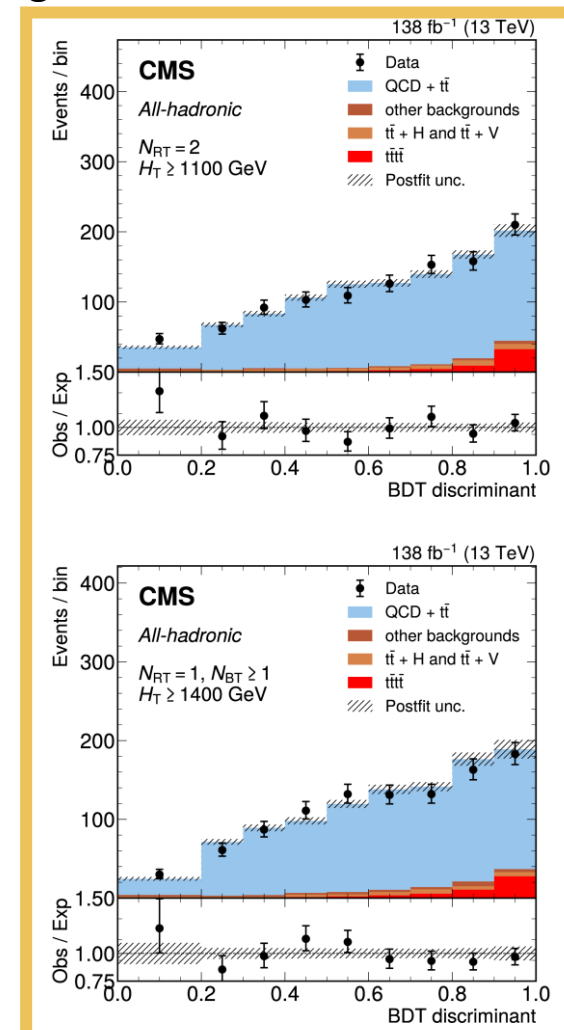 138 fb⁻¹ (13 TeV)
Events / bin
400
300
200
100
CMS
All-hadronic
N_RT = 2
H_T ≥ 1100 GeV
Data
QCD + tt̄
other backgrounds
tt̄ + H and tt̄ + V
tt̄tt̄
Postfit unc.
Obs / Exp
1.50
1.00
0.75
0.0 0.2 0.4 0.6 0.8 1.0
BDT discriminant
138 fb⁻¹ (13 TeV)
Events / bin
400
300
200
100
CMS
All-hadronic
N_RT = 1, N_BT ≥ 1
H_T ≥ 1400 GeV
Data
QCD + tt̄
other backgrounds
tt̄ + H and tt̄ + V
tt̄tt̄
Postfit unc.
Obs / Exp
1.50
1.00
0.75
0.0 0.2 0.4 0.6 0.8 1.0
BDT discriminant